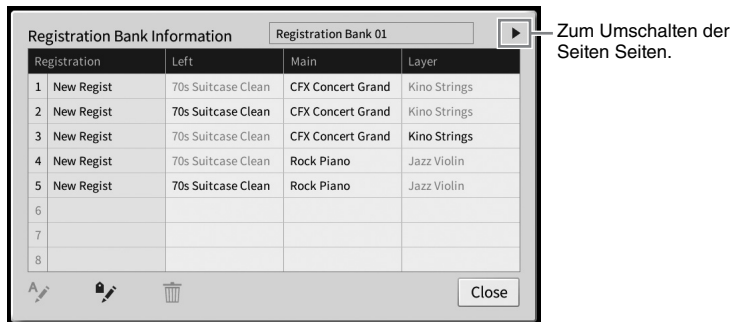 Registration Bank Information Registration Bank 01
Registration Left Main Layer
1 New Regist 70s Suitcase Clean CFX Concert Grand Kino Strings
2 New Regist 70s Suitcase Clean CFX Concert Grand Kino Strings
3 New Regist 70s Suitcase Clean CFX Concert Grand Kino Strings
4 New Regist 70s Suitcase Clean Rock Piano Jazz Violin
5 New Regist 70s Suitcase Clean Rock Piano Jazz Violin
6
7
8
A
Close
Zum Umschalten der
Seiten Seiten.